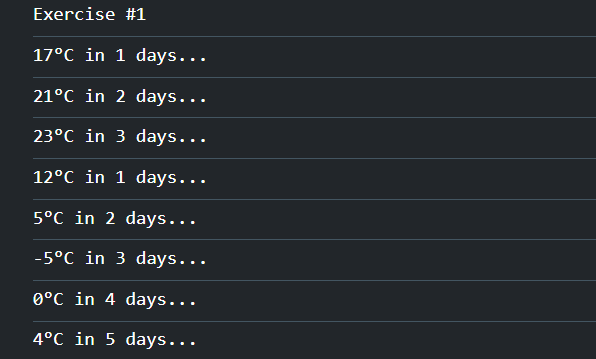 Exercise #1
17ºC in 1 days...
21ºC in 2 days...
23ºC in 3 days...
12ºC in 1 days...
5ºC in 2 days...
-5ºC in 3 days...
0ºC in 4 days...
4ºC in 5 days...